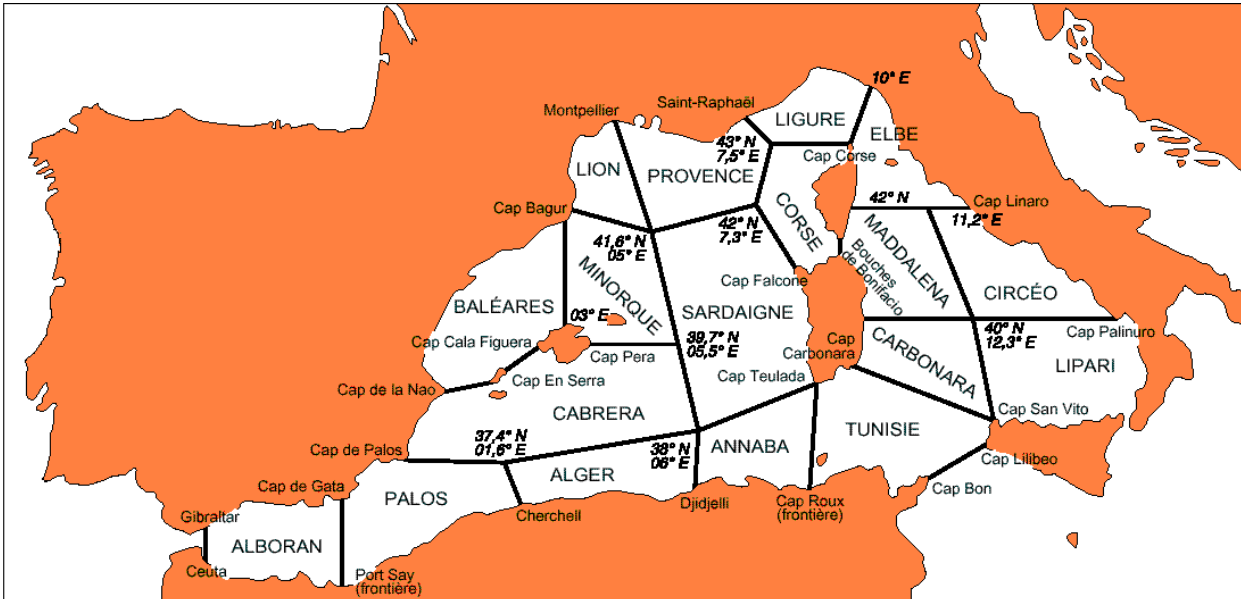 10° E
Saint-Raphaël
Montpellier
LIGURE
ELBE
43° N
7,5° E
Cap Corse
LION
PROVENCE
Cap Bagur
42° N
Cap Linaro
11,2° E
CORSE
42° N
7,3° E
41,6° N
05° E
MADDALENA
Bouches
de Bonifacio
MINORQUE
Cap Falcone
CIRCÉO
BALÉARES
03° E
SARDAIGNE
40° N
12,3° E
Cap Palinuro
Cap Cala Figuera
Cap Pera
39,7° N
05,5° E
Cap
Carbonara
CARBONARA
LIPARI
Cap de la Nao
Cap En Serra
Cap Teulada
CABRERA
Cap San Vito
TUNISIE
37,4° N
01,6° E
38° N
06° E
ANNABA
Cap de Palos
Cap Lilibeo
ALGER
Cap de Gata
PALOS
Cap Bon
Cherchell
Djidjelli
Cap Roux
(frontière)
Gibraltar
ALBORAN
Ceuta
Port Say
(frontière)